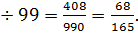 ÷ 99 = 408/990 = 68/165.